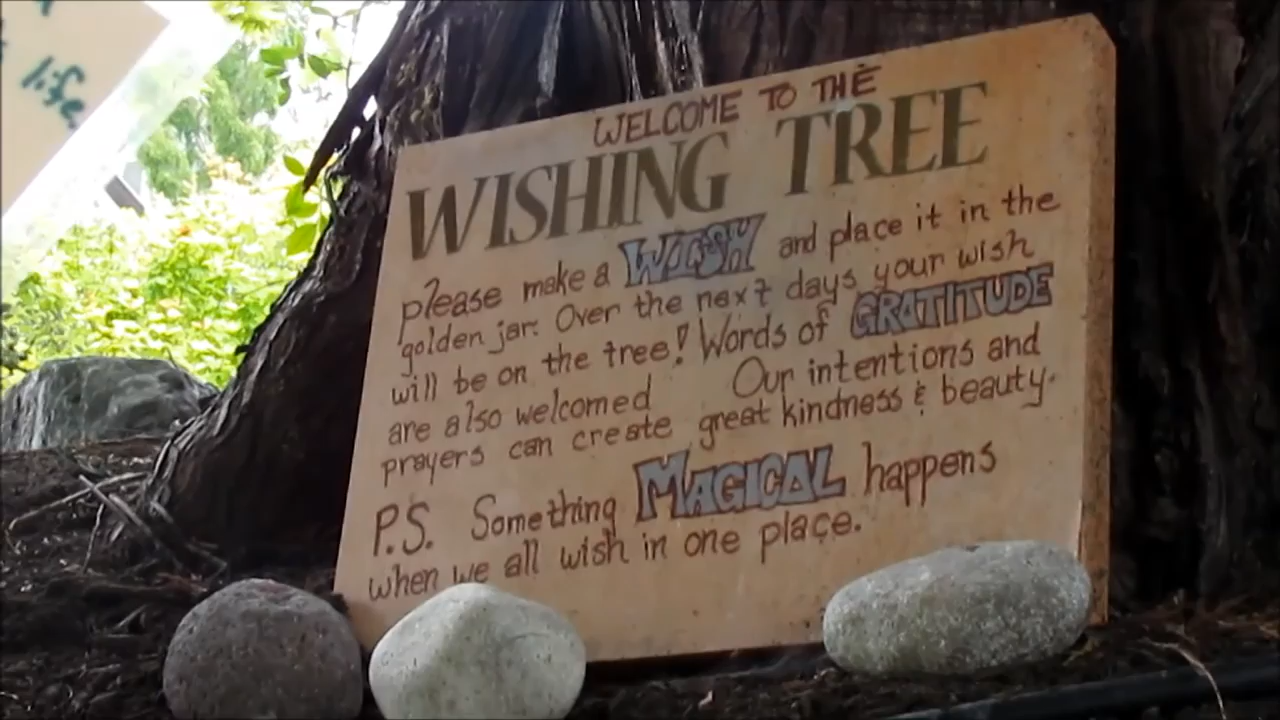 life
WELCOME TO THE
WISHING TREE
please make a WISH and place it in the
golden jar. Over the next days your wish
will be on the tree! Words of GRATITUDE
are also welcomed Our intentions and
prayers can create great kindness & beauty.
P.S. Something MAGICAL happens
when we all wish in one place.